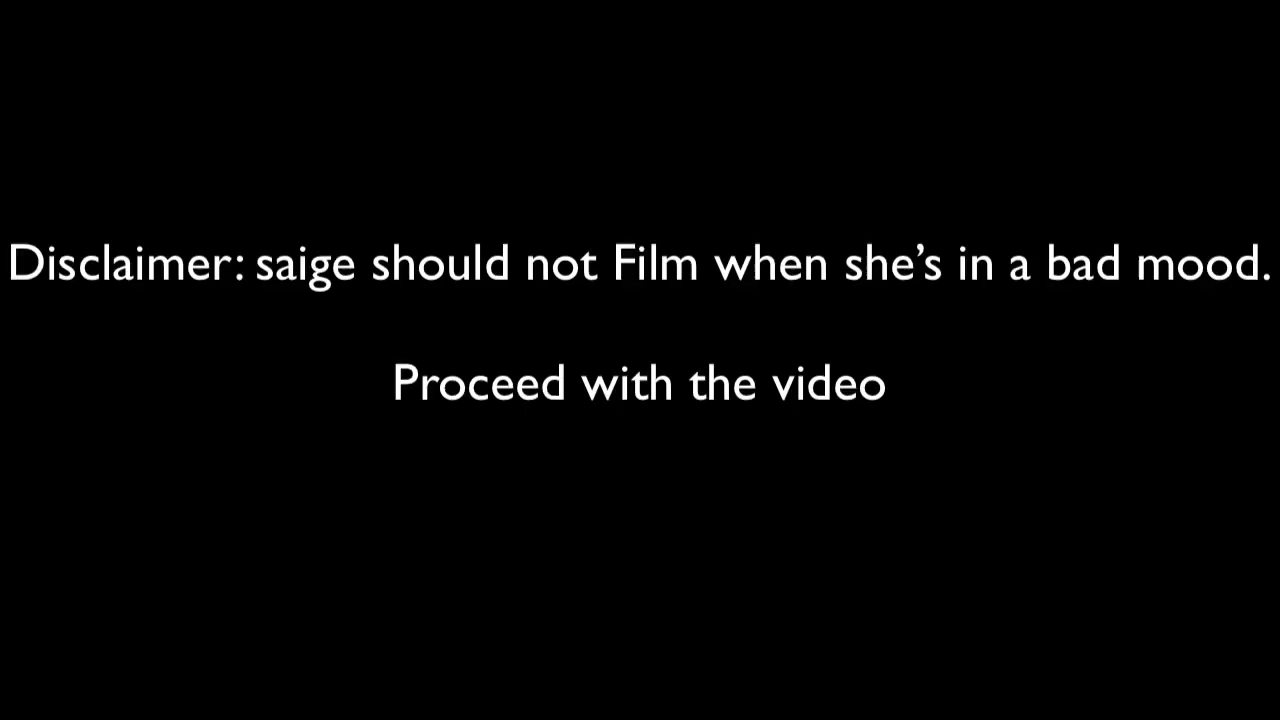 Disclaimer: saige should not Film when she’s in a bad mood.
Proceed with the video